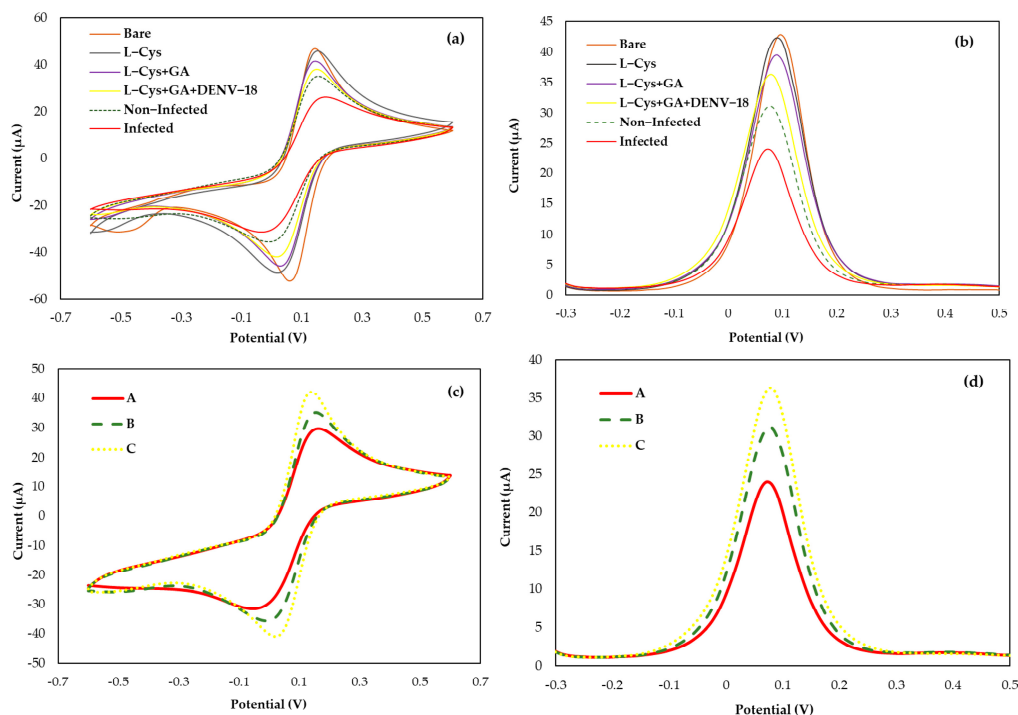 (a)
Bare
L−Cys
L−Cys+GA
L−Cys+GA+DENV−18
Non−Infected
Infected
Current (µA)
60
40
20
0
-20
-40
-60
-0.7
-0.5
-0.3
-0.1
0.1
0.3
0.5
0.7
Potential (V)
(b)
Bare
L−Cys
L−Cys+GA
L−Cys+GA+DENV−18
Non−Infected
Infected
Current (µA)
45
40
35
30
25
20
15
10
5
0
-0.3
-0.2
-0.1
0
0.1
0.2
0.3
0.4
0.5
Potential (V)
(c)
A
B
C
Current (µA)
50
40
30
20
10
0
-10
-20
-30
-40
-50
-0.7
-0.5
-0.3
-0.1
0.1
0.3
0.5
0.7
Potential (V)
(d)
A
B
C
Current (µA)
40
35
30
25
20
15
10
5
0
-0.3
-0.2
-0.1
0
0.1
0.2
0.3
0.4
0.5
Potential (V)